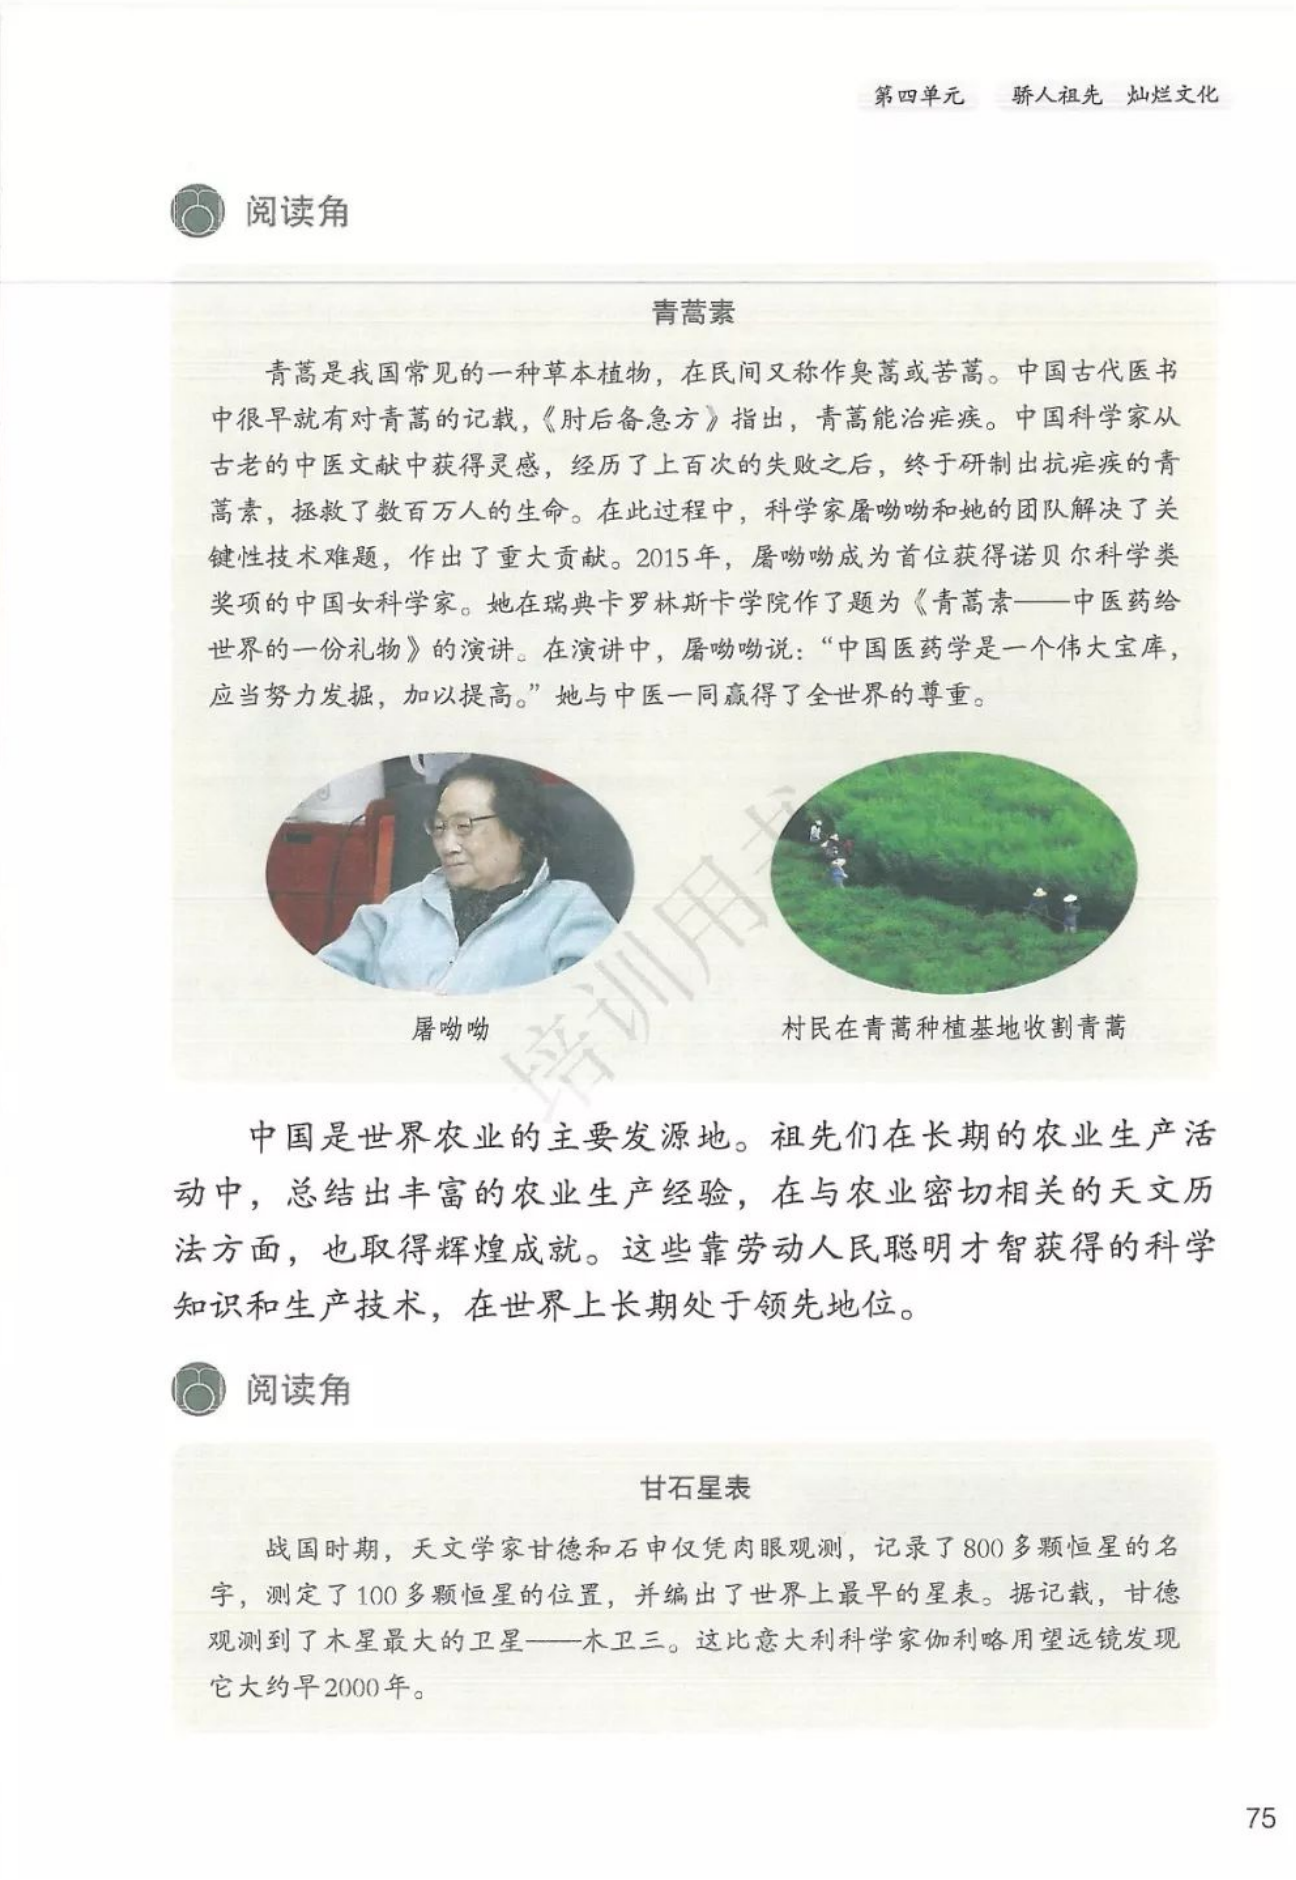 第四单元 骄人祖先 灿烂文化
阅读角
青蒿素
青蒿是我国常见的一种草本植物，在民间又称作臭蒿或苦蒿。中国古代医书
中很早就有对青蒿的记载，《肘后备急方》指出，青蒿能治疟疾。中国科学家从
古老的中医文献中获得灵感，经历了上百次的失败之后，终于研制出抗疟疾的青
蒿素，拯救了数百万人的生命。在此过程中，科学家屠呦呦和她的团队解决了关
键性技术难题，作出了重大贡献。2015年，屠呦呦成为首位获得诺贝尔科学类
奖项的中国女科学家。她在瑞典卡罗林斯卡学院作了题为《青蒿素——中医药给
世界的一份礼物》的演讲。在演讲中，屠呦呦说：“中国医药学是一个伟大宝库，
应当努力发掘，加以提高。”她与中医一同赢得了全世界的尊重。
屠呦呦
村民在青蒿种植基地收割青蒿
培训用书
中国是世界农业的主要发源地。祖先们在长期的农业生产活
动中，总结出丰富的农业生产经验，在与农业密切相关的天文历
法方面，也取得辉煌成就。这些靠劳动人民聪明才智获得的科学
知识和生产技术，在世界上长期处于领先地位。
阅读角
甘石星表
战国时期，天文学家甘德和石申仅凭肉眼观测，记录了800多颗恒星的名
字，测定了100多颗恒星的位置，并编出了世界上最早的星表。据记载，甘德
观测到了木星最大的卫星——木卫三。这比意大利科学家伽利略用望远镜发现
它大约早2000年。
75